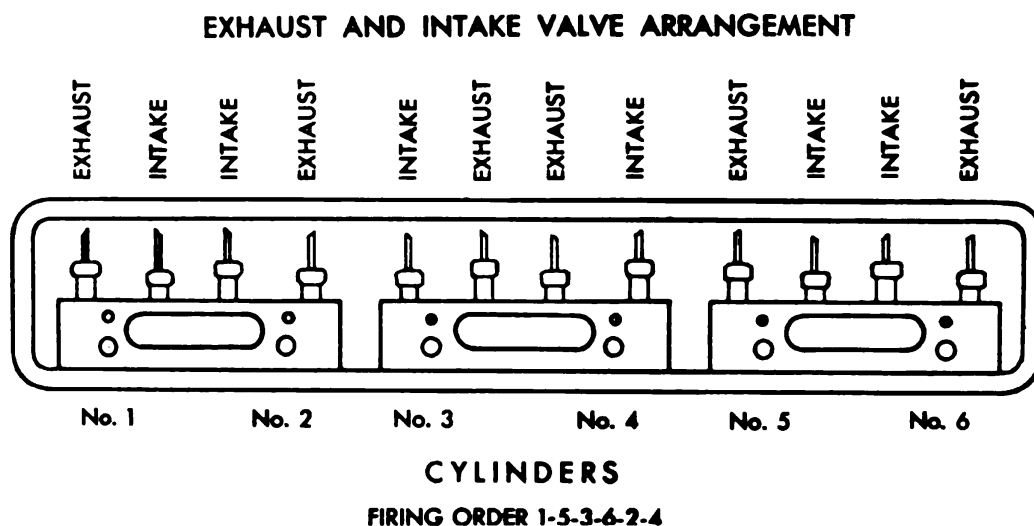 EXHAUST AND INTAKE VALVE ARRANGEMENT
EXHAUST INTAKE INTAKE EXHAUST INTAKE EXHAUST EXHAUST INTAKE EXHAUST INTAKE INTAKE EXHAUST
No. 1 No. 2 No. 3 No. 4 No. 5 No. 6
CYLINDERS
FIRING ORDER 1-5-3-6-2-4